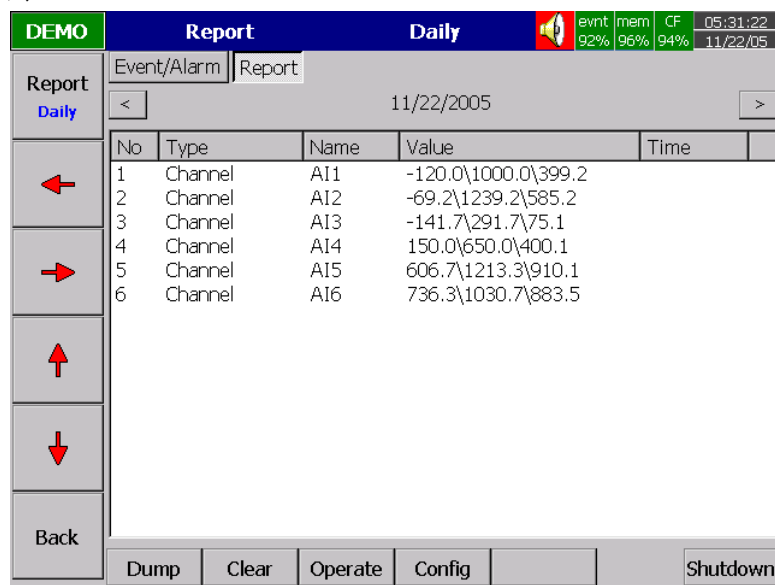 DEMO Report Daily evnt mem CF 05:31:22
92% 96% 94% 11/22/05
Report
Daily
Event/Alarm Report
< 11/22/2005 >
No Type Name Value Time
1 Channel AI1 -120.0\1000.0\399.2
2 Channel AI2 -69.2\1239.2\585.2
3 Channel AI3 -141.7\291.7\75.1
4 Channel AI4 150.0\650.0\400.1
5 Channel AI5 606.7\1213.3\910.1
6 Channel AI6 736.3\1030.7\883.5
Back
Dump Clear Operate Config Shutdown